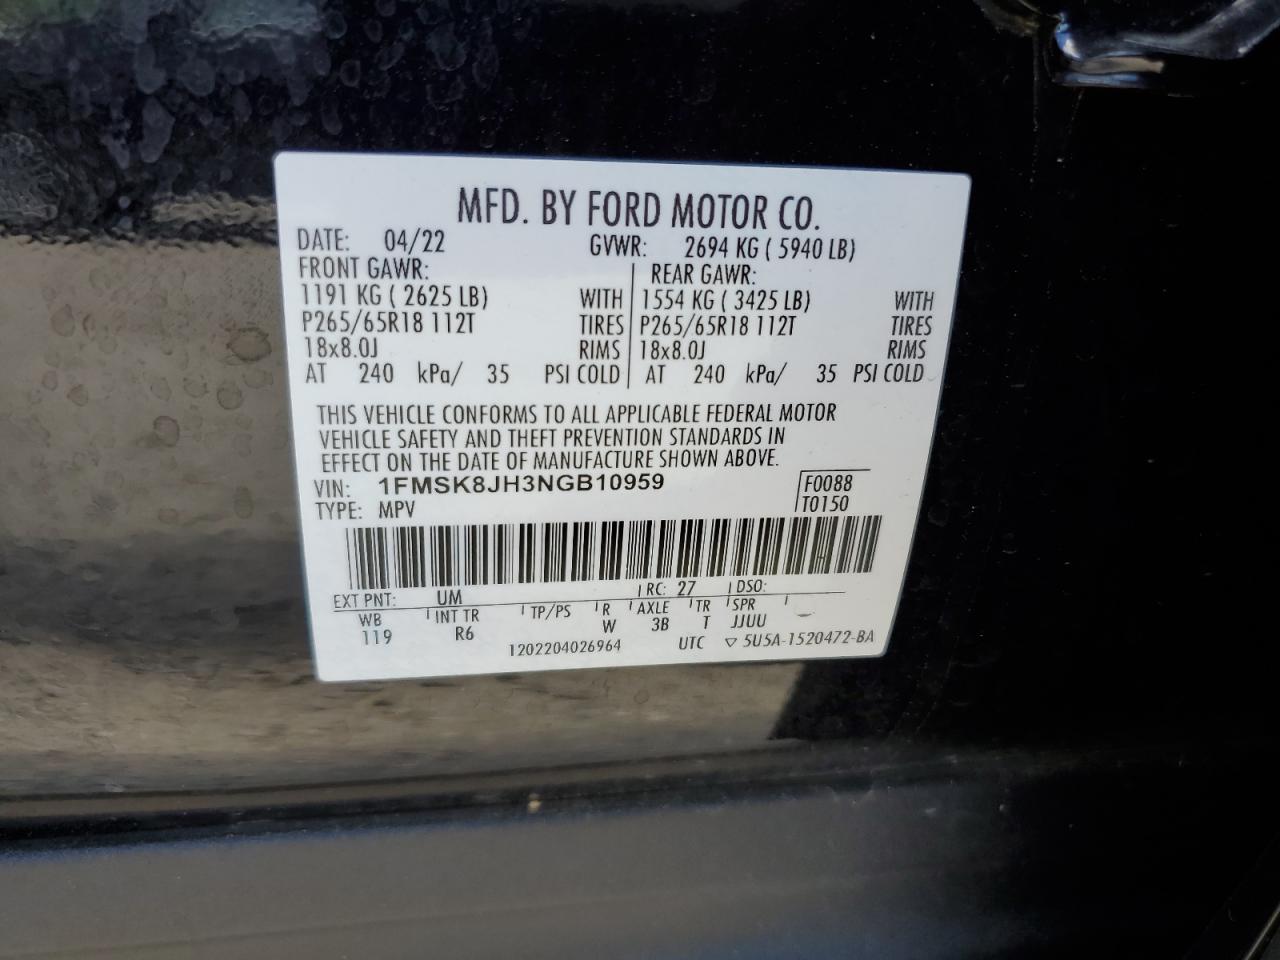 MFD. BY FORD MOTOR CO.
DATE: 04/22 GVWR: 2694 KG ( 5940 LB)
FRONT GAWR: REAR GAWR:
1191 KG ( 2625 LB) WITH 1554 KG ( 3425 LB) WITH
P265/65R18 112T TIRES P265/65R18 112T TIRES
18x8.0J RIMS 18x8.0J RIMS
AT 240 kPa/ 35 PSI COLD AT 240 kPa/ 35 PSI COLD
THIS VEHICLE CONFORMS TO ALL APPLICABLE FEDERAL MOTOR
VEHICLE SAFETY AND THEFT PREVENTION STANDARDS IN
EFFECT ON THE DATE OF MANUFACTURE SHOWN ABOVE.
VIN: 1FMSK8JH3NGB10959 F0088
TYPE: MPV T0150
EXT PNT: UM RC: 27 DSO:
WB INT TR TP/PS R AXLE TR SPR
119 R6 W 3B T JJUU
1202204026964 UTC ▽ 5U5A-1520472-BA